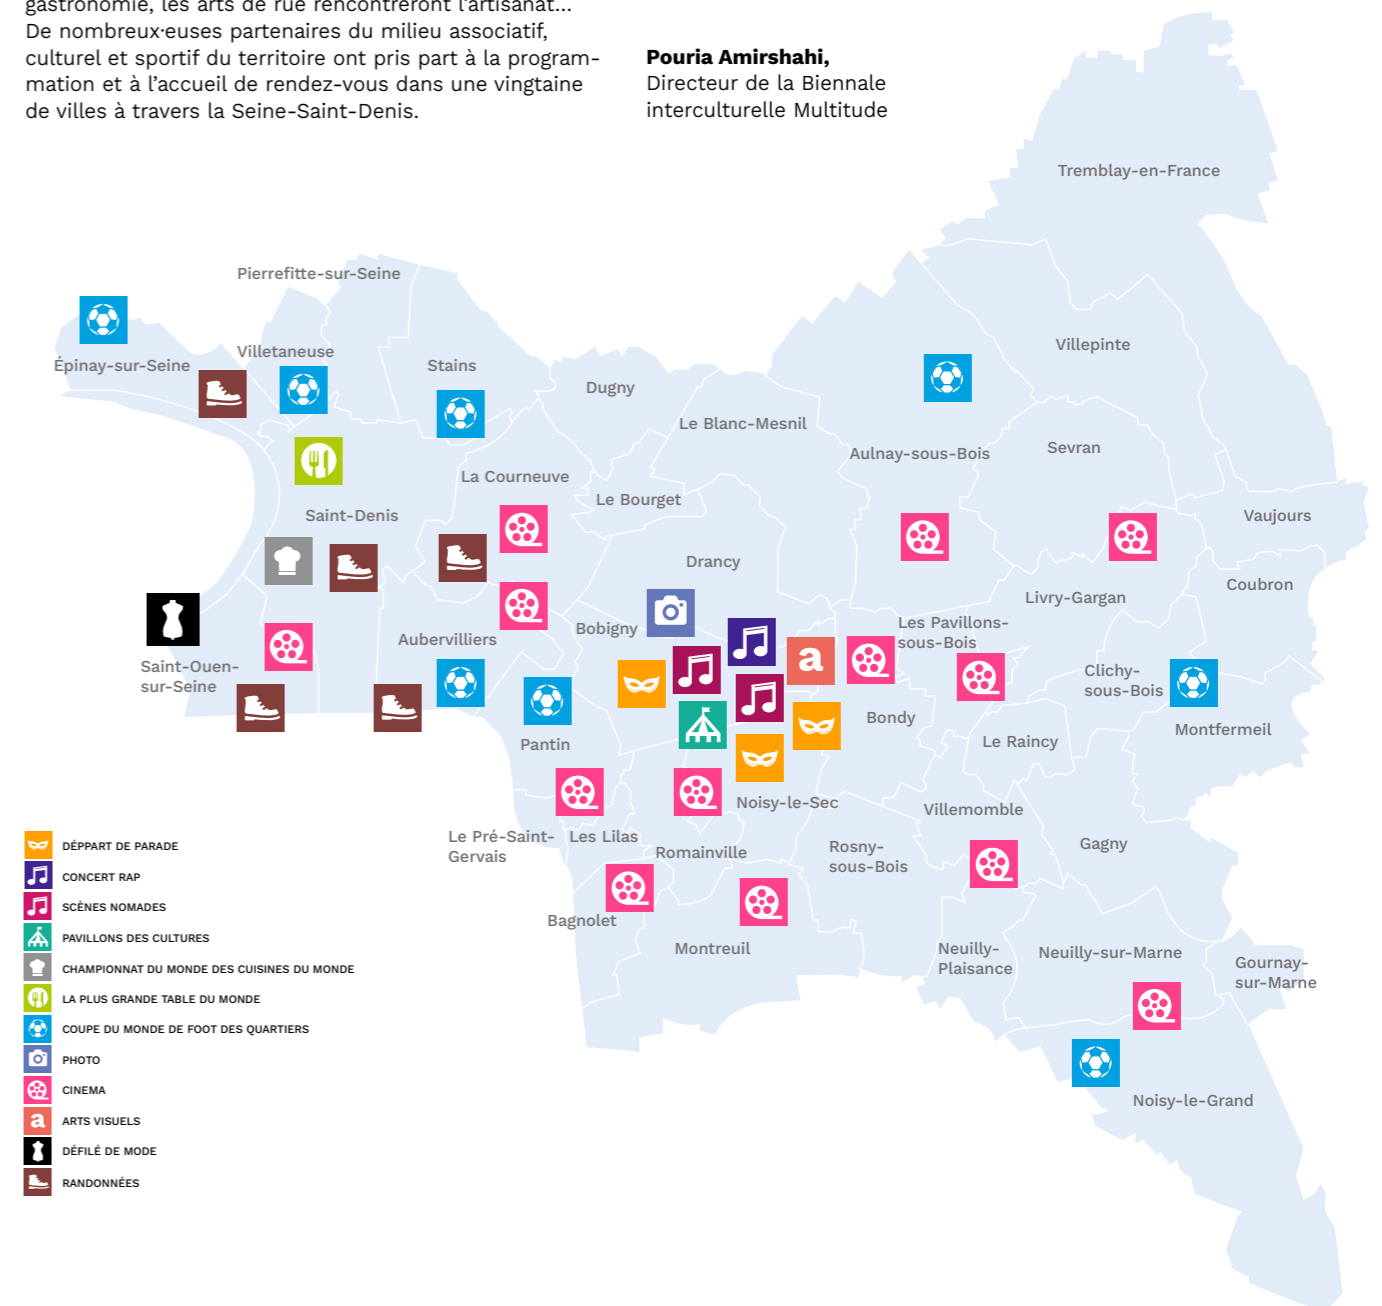 gastronomie, les arts de rue rencontreront l'artisanat…
De nombreux·euses partenaires du milieu associatif,
culturel et sportif du territoire ont pris part à la program-
mation et à l'accueil de rendez-vous dans une vingtaine
de villes à travers la Seine-Saint-Denis.
Pouria Amirshahi,
Directeur de la Biennale
interculturelle Multitude
Tremblay-en-France
Pierrefitte-sur-Seine
Villepinte
Villetaneuse
Épinay-sur-Seine
Stains
Dugny
Le Blanc-Mesnil
Aulnay-sous-Bois
Sevran
La Courneuve
Le Bourget
Saint-Denis
Vaujours
Drancy
Coubron
Livry-Gargan
Les Pavillons-
sous-Bois
Bobigny
Aubervilliers
a
Saint-Ouen-
sur-Seine
Clichy-
sous-Bois
Bondy
Montfermeil
Pantin
Le Raincy
Noisy-le-Sec
Villemomble
Le Pré-Saint-
Gervais
Les Lilas
Romainville
Rosny-
sous-Bois
Gagny
Bagnolet
Montreuil
Neuilly-
Plaisance
Neuilly-sur-Marne
Gournay-
sur-Marne
Noisy-le-Grand
DÉPPART DE PARADE
CONCERT RAP
SCÈNES NOMADES
PAVILLONS DES CULTURES
CHAMPIONNAT DU MONDE DES CUISINES DU MONDE
LA PLUS GRANDE TABLE DU MONDE
COUPE DU MONDE DE FOOT DES QUARTIERS
PHOTO
CINEMA
a ARTS VISUELS
DÉFILÉ DE MODE
RANDONNÉES